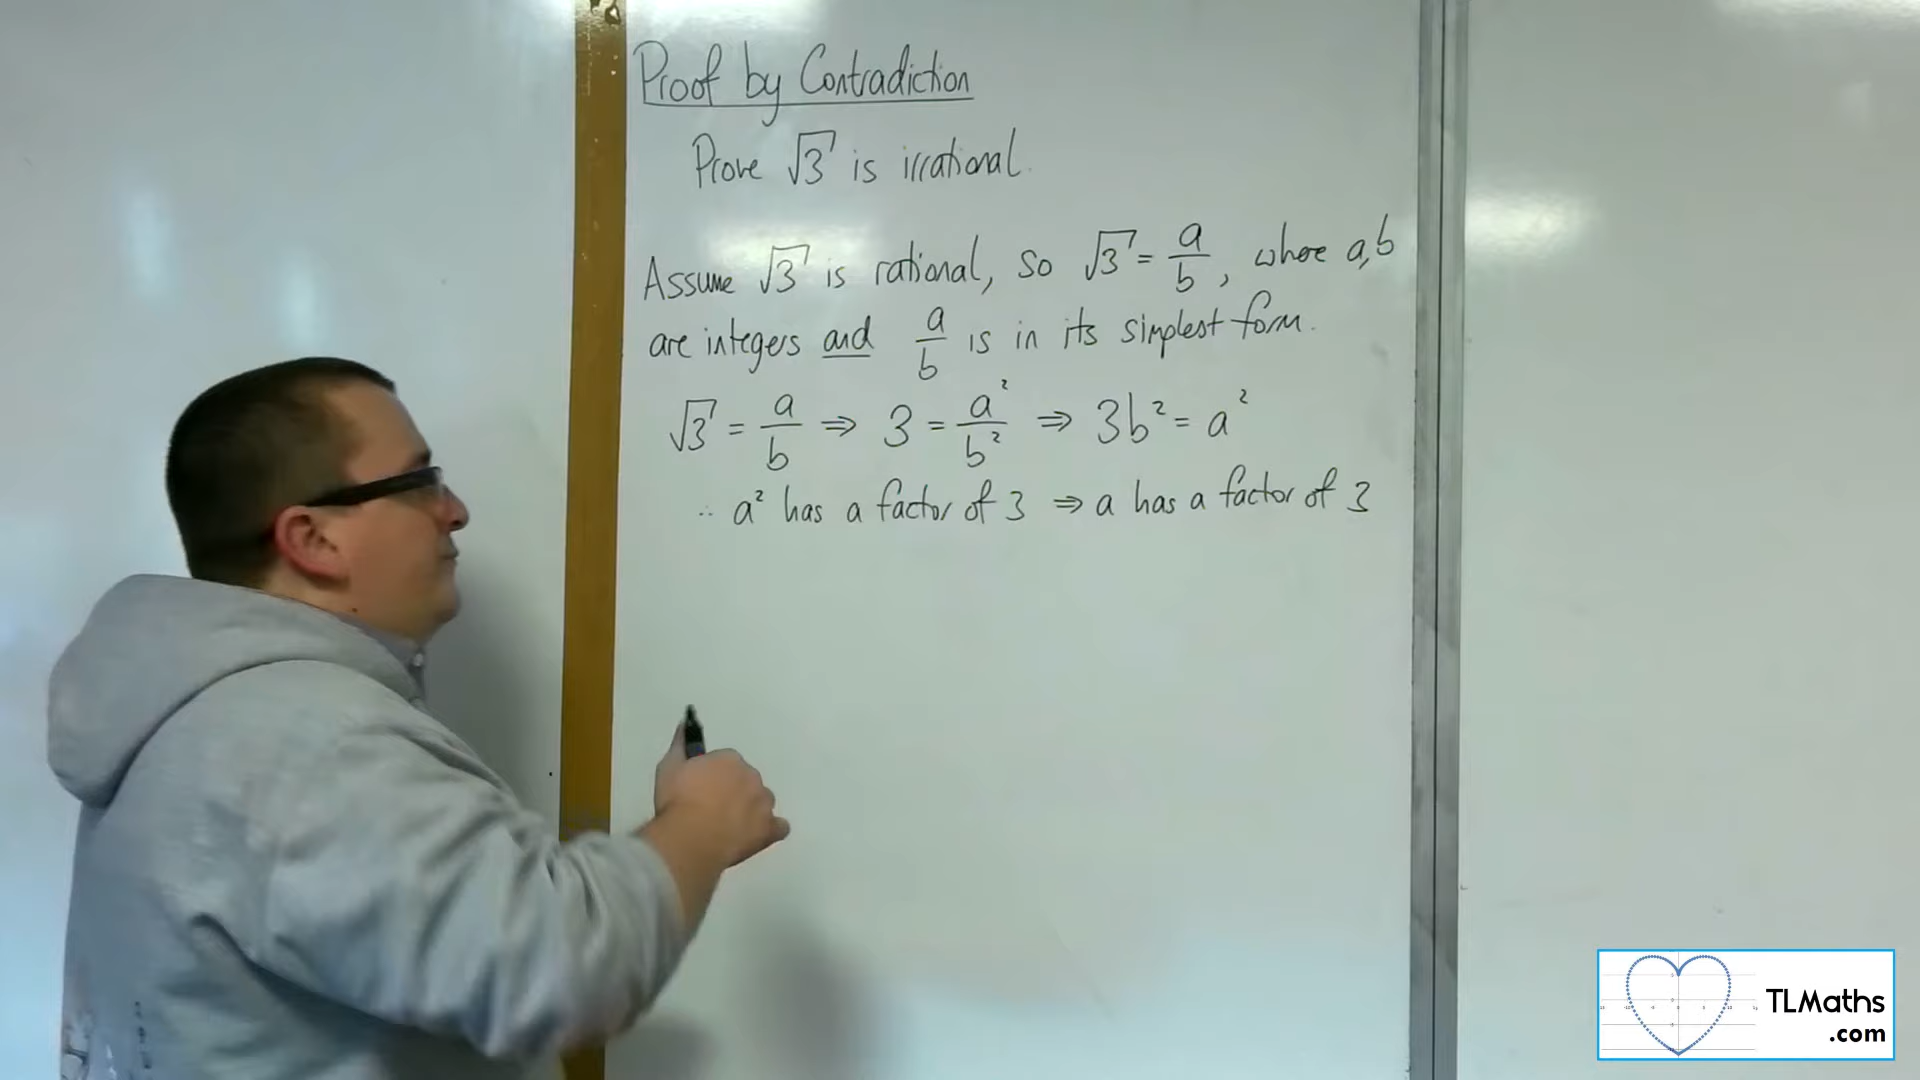 Proof by Contradiction
Prove √3 is irrational.
Assume √3 is rational, so √3 = a/b, where a,b
are integers and a/b is in its simplest form.
√3 = a/b ⇒ 3 = a²/b² ⇒ 3b² = a²
∴ a² has a factor of 3 ⇒ a has a factor of 3
TLMaths
.com